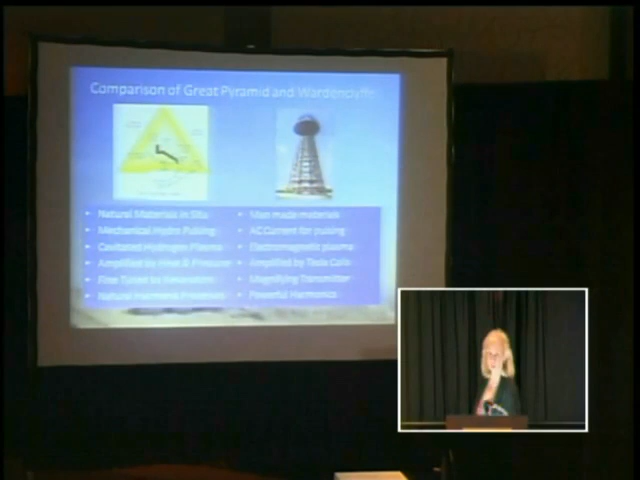 Comparison of Great Pyramid and Wardenclyffe
• Natural Materials in Situ
• Mechanical Hydro Pulsing
• Cavitated Hydrogen Plasma
• Amplified by Heat & Pressure
• Fine Tuned by Resonators
• Natural Harmonic
• Man made materials
• AC Current for pulsing
• Electromagnetic plasma
• Amplified by Tesla Coils
• Magnifying Transmitter
• Powerful Harmonics